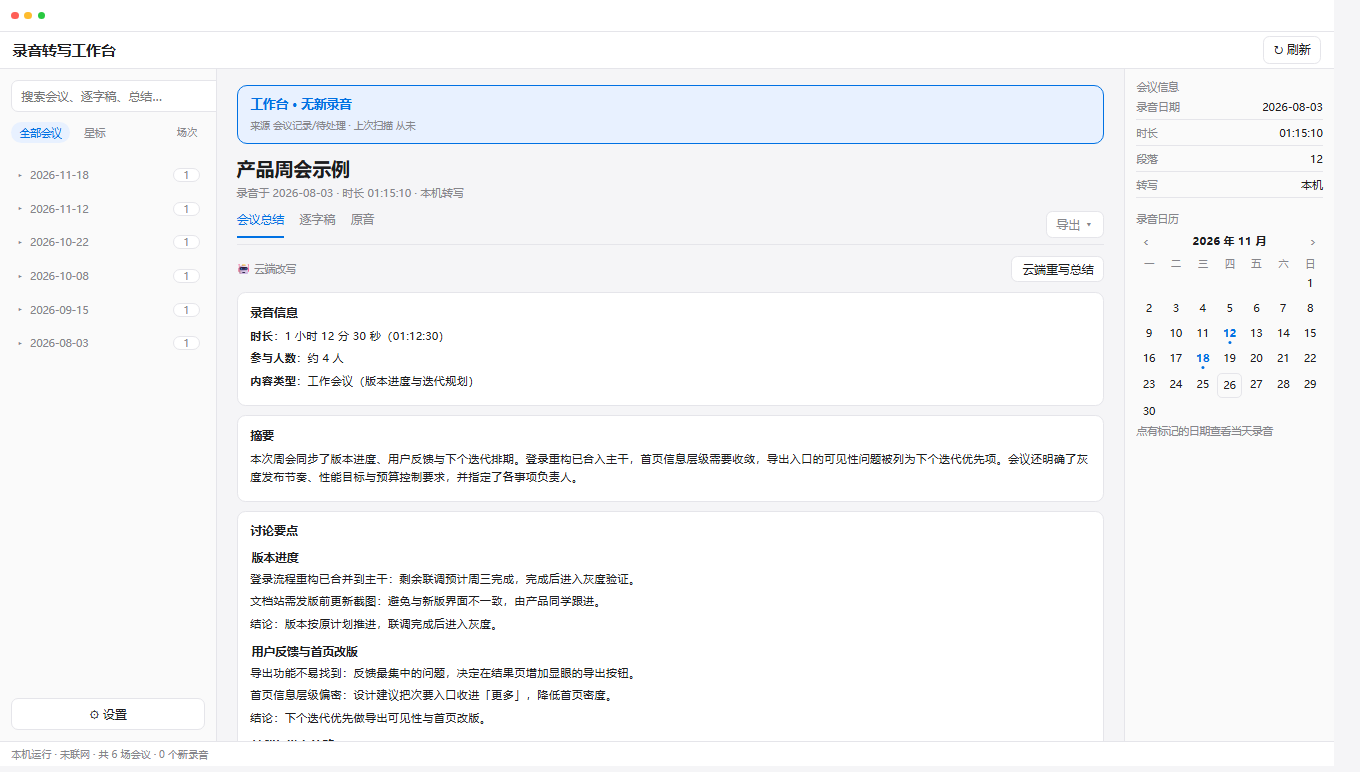 录音转写工作台
↻ 刷新
搜索会议、逐字稿、总结...
全部会议 星标 场次
▸ 2026-11-18 1
▸ 2026-11-12 1
▸ 2026-10-22 1
▸ 2026-10-08 1
▸ 2026-09-15 1
▸ 2026-08-03 1
⚙ 设置
工作台 • 无新录音
来源 会议记录/待处理 · 上次扫描 从未
产品周会示例
录音于 2026-08-03 · 时长 01:15:10 · 本机转写
会议总结 逐字稿 原音
导出 ▾
云端改写
云端重写总结
录音信息
时长：1 小时 12 分 30 秒（01:12:30）
参与人数：约 4 人
内容类型：工作会议（版本进度与迭代规划）
摘要
本次周会同步了版本进度、用户反馈与下个迭代排期。登录重构已合入主干，首页信息层级需要收敛，导出入口的可见性问题被列为下个迭代优先项。会议还明确了灰
度发布节奏、性能目标与预算控制要求，并指定了各事项负责人。
讨论要点
版本进度
登录流程重构已合并到主干：剩余联调预计周三完成，完成后进入灰度验证。
文档站需发版前更新截图：避免与新版界面不一致，由产品同学跟进。
结论：版本按原计划推进，联调完成后进入灰度。
用户反馈与首页改版
导出功能不易找到：反馈最集中的问题，决定在结果页增加显眼的导出按钮。
首页信息层级偏密：设计建议把次要入口收进「更多」，降低首页密度。
结论：下个迭代优先做导出可见性与首页改版。
会议信息
录音日期 2026-08-03
时长 01:15:10
段落 12
转写 本机
录音日历
‹ 2026 年 11 月 ›
一 二 三 四 五 六 日
1
2 3 4 5 6 7 8
9 10 11 12 13 14 15
16 17 18 19 20 21 22
23 24 25 26 27 28 29
30
点有标记的日期查看当天录音
本机运行 · 未联网 · 共 6 场会议 · 0 个新录音